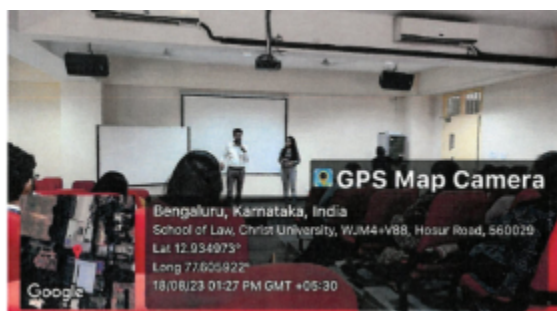 GPS Map Camera
Bengaluru, Karnataka, India
School of Law, Christ University, WJM4+V88, Hosur Road, 560029
Lat 12.934973°
Long 77.605922°
18/08/23 01:27 PM GMT +05:30
Google